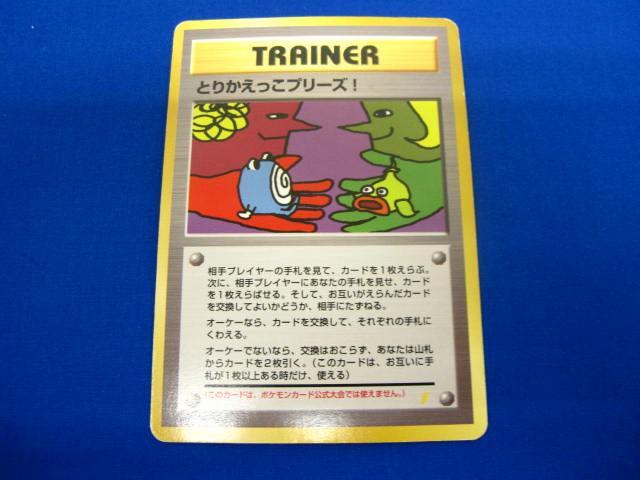 TRAINER
とりかえっこプリーズ！
相手プレイヤーの手札を見て、カードを1枚えらぶ。
次に、相手プレイヤーにあなたの手札を見せ、カード
を1枚えらばせる。そして、お互いがえらんだカード
を交換してよいかどうか、相手にたずねる。
オーケーなら、カードを交換して、それぞれの手札に
くわえる。
オーケーでないなら、交換はおこらず、あなたは山札
からカードを2枚引く。（このカードは、お互いに手
札が1枚以上ある時だけ、使える）
（このカードは、ポケモンカード公式大会では使えません。）